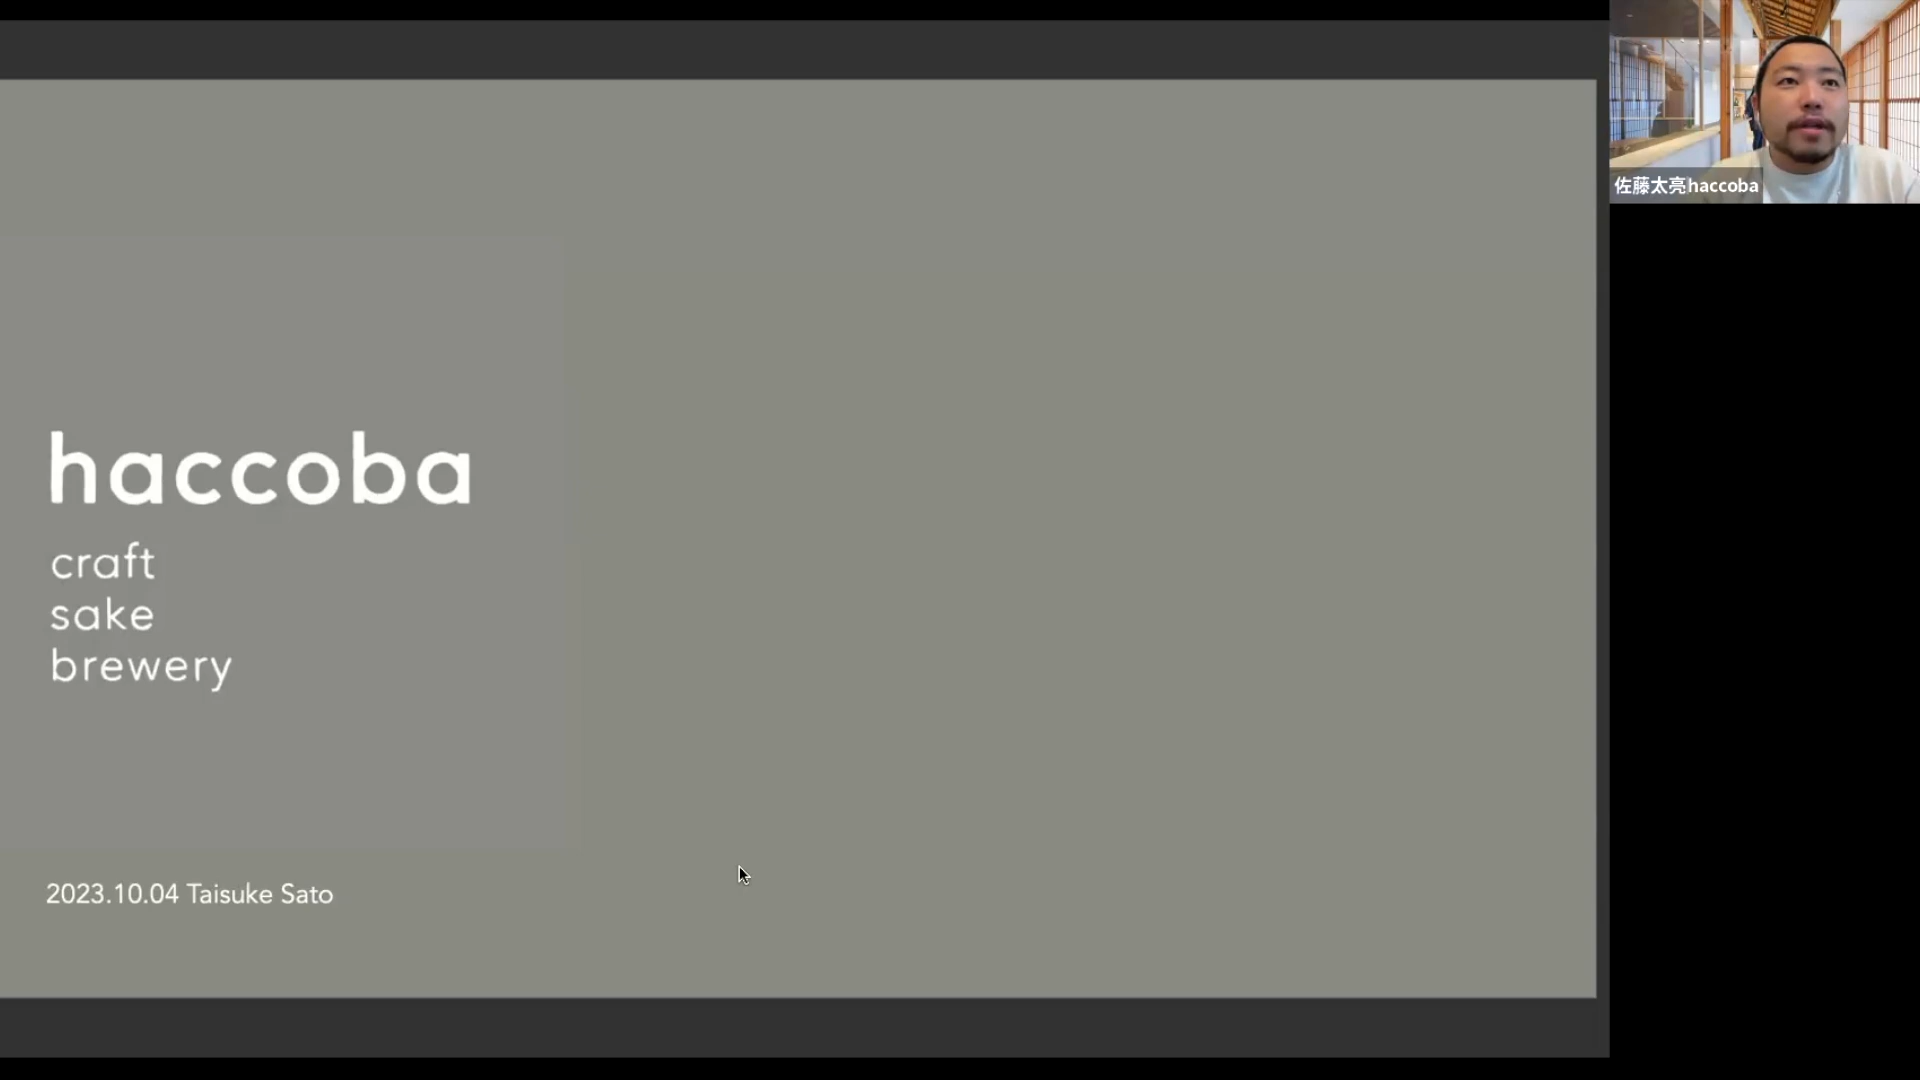 haccoba
craft
sake
brewery
2023.10.04 Taisuke Sato
佐藤太亮haccoba